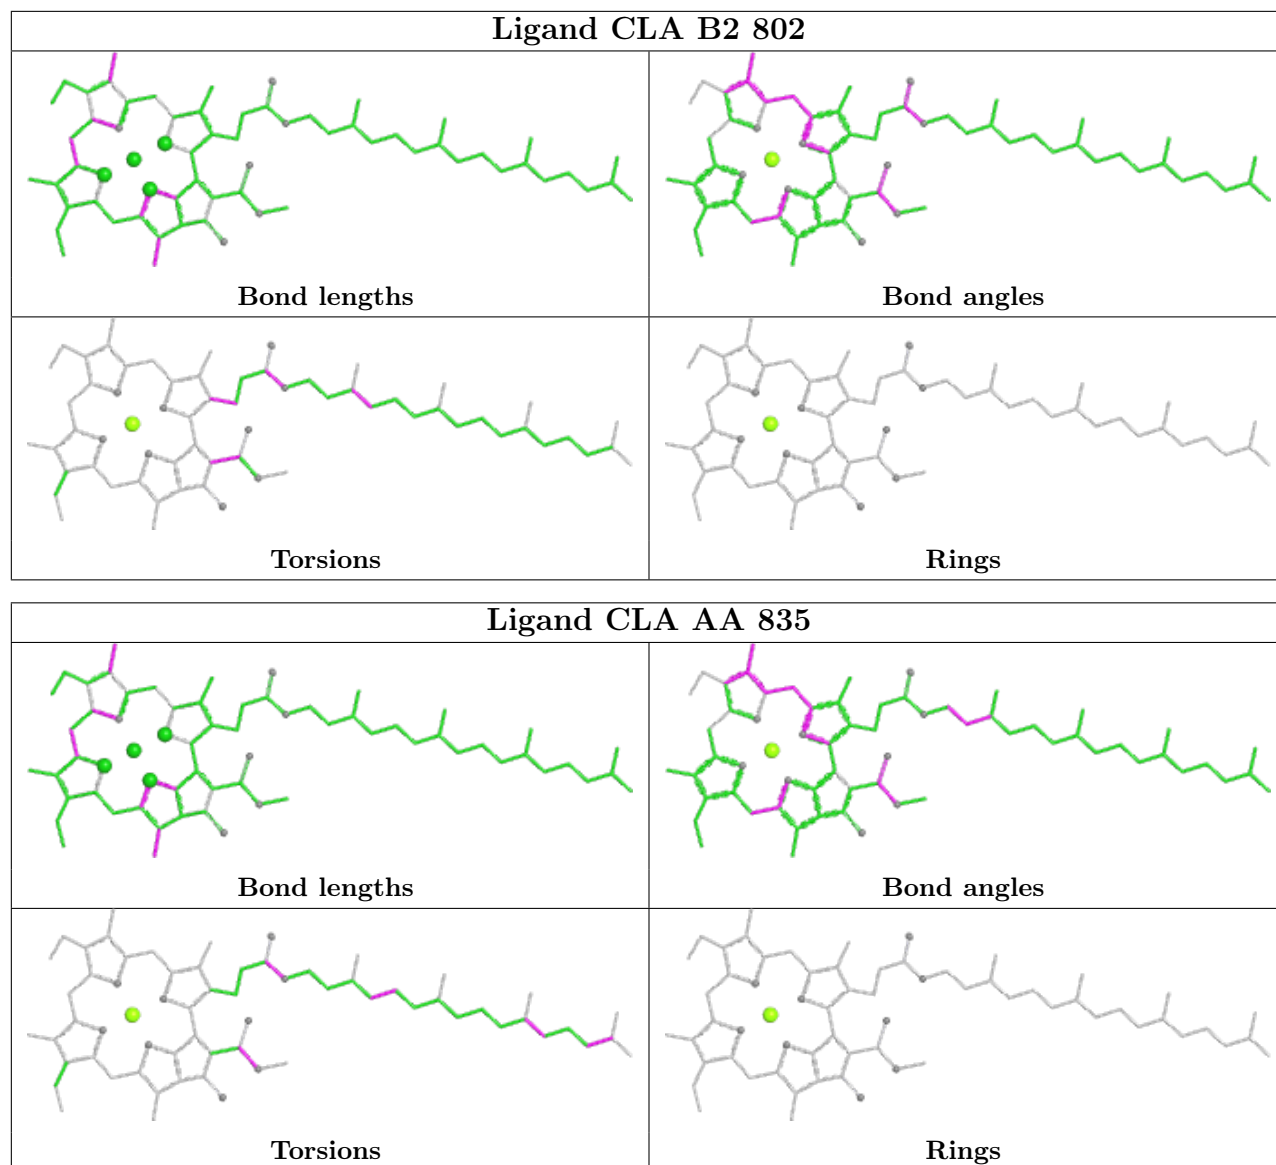 Ligand CLA B2 802
Bond lengths
Bond angles
Torsions
Rings
Ligand CLA AA 835
Bond lengths
Bond angles
Torsions
Rings